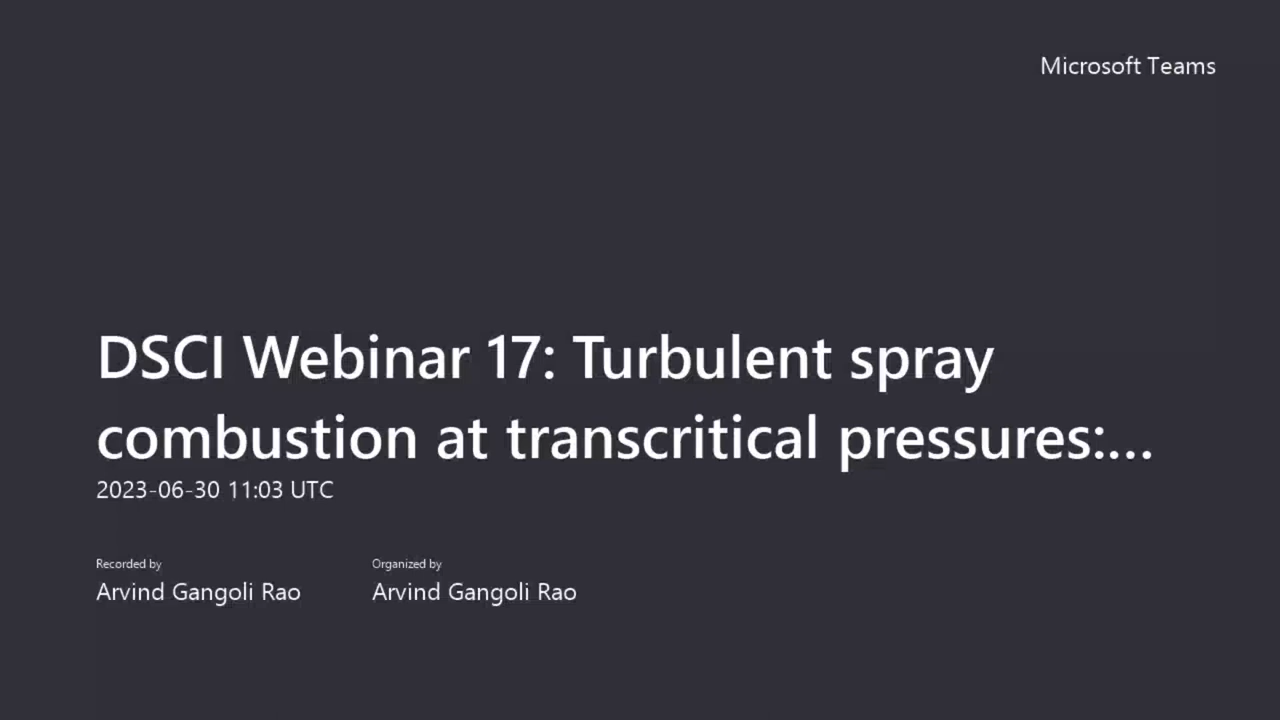 Microsoft Teams
DSCI Webinar 17: Turbulent spray
combustion at transcritical pressures:...
2023-06-30 11:03 UTC
Recorded by
Organized by
Arvind Gangoli Rao
Arvind Gangoli Rao